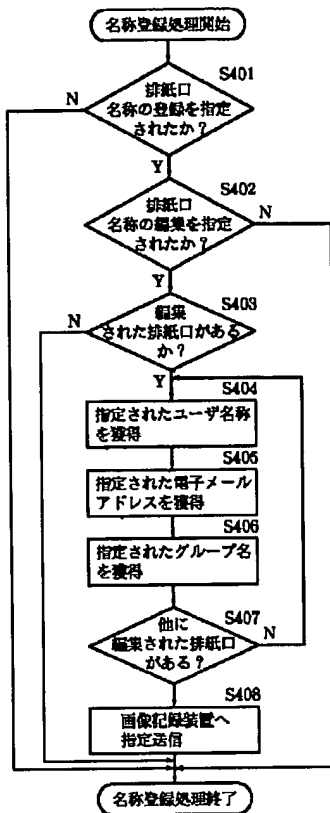 名称登録処理開始
S401
N
排紙口
名称の登録を指定
されたか？
Y
S402
N
排紙口
名称の編集を指定
されたか？
Y
S403
N
編集
された排紙口がある
か？
Y
S404
指定されたユーザ名称
を獲得
S405
指定された電子メール
アドレスを獲得
S406
指定されたグループ名
を獲得
S407
N
他に
編集された排紙口
がある？
S408
画像記録装置へ
指定送信
名称登録処理終了